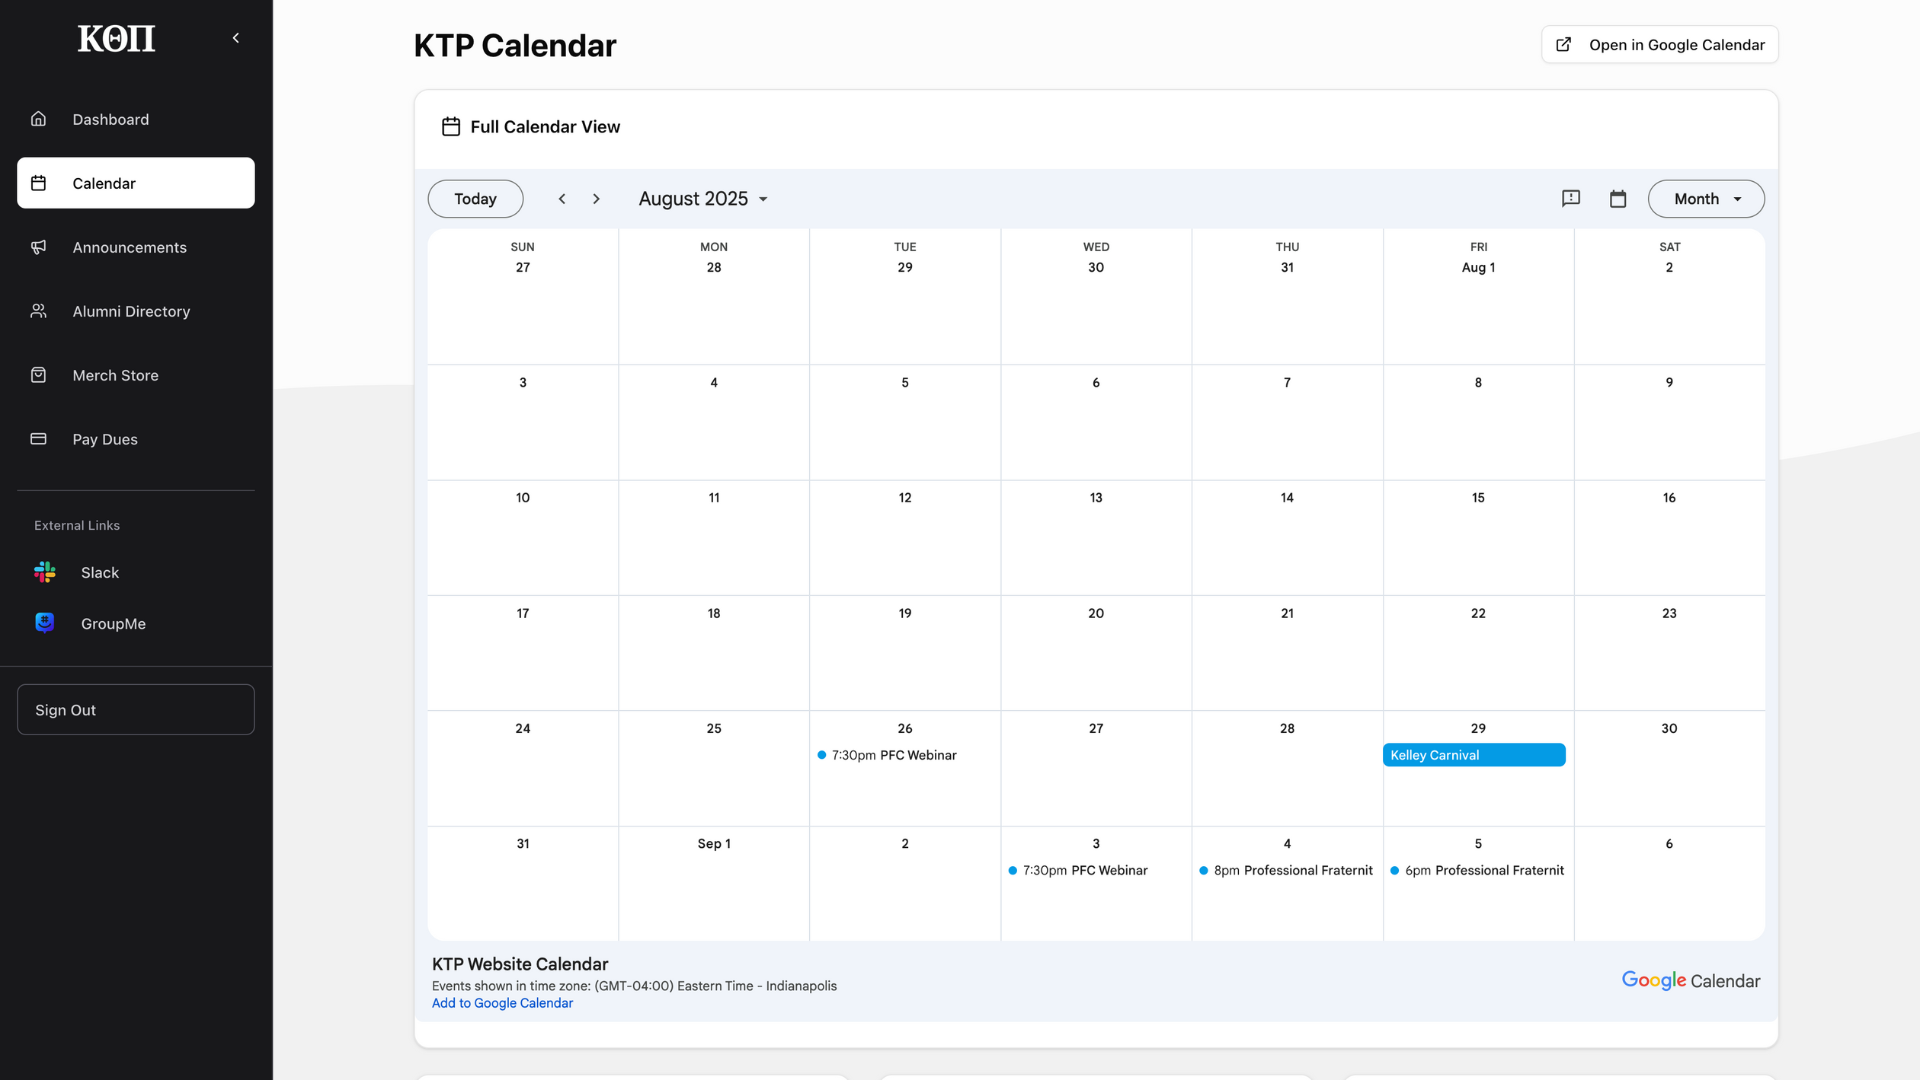 ΚΘΠ
Dashboard
Calendar
Announcements
Alumni Directory
Merch Store
Pay Dues
External Links
Slack
GroupMe
Sign Out
KTP Calendar
Open in Google Calendar
Full Calendar View
Today
August 2025
Month
SUN MON TUE WED THU FRI SAT
27 28 29 30 31 Aug 1 2
3 4 5 6 7 8 9
10 11 12 13 14 15 16
17 18 19 20 21 22 23
24 25 26 27 28 29 30
7:30pm PFC Webinar Kelley Carnival
31 Sep 1 2 3 4 5 6
7:30pm PFC Webinar 8pm Professional Fraternit 6pm Professional Fraternit
KTP Website Calendar
Events shown in time zone: (GMT-04:00) Eastern Time - Indianapolis
Add to Google Calendar
Google Calendar